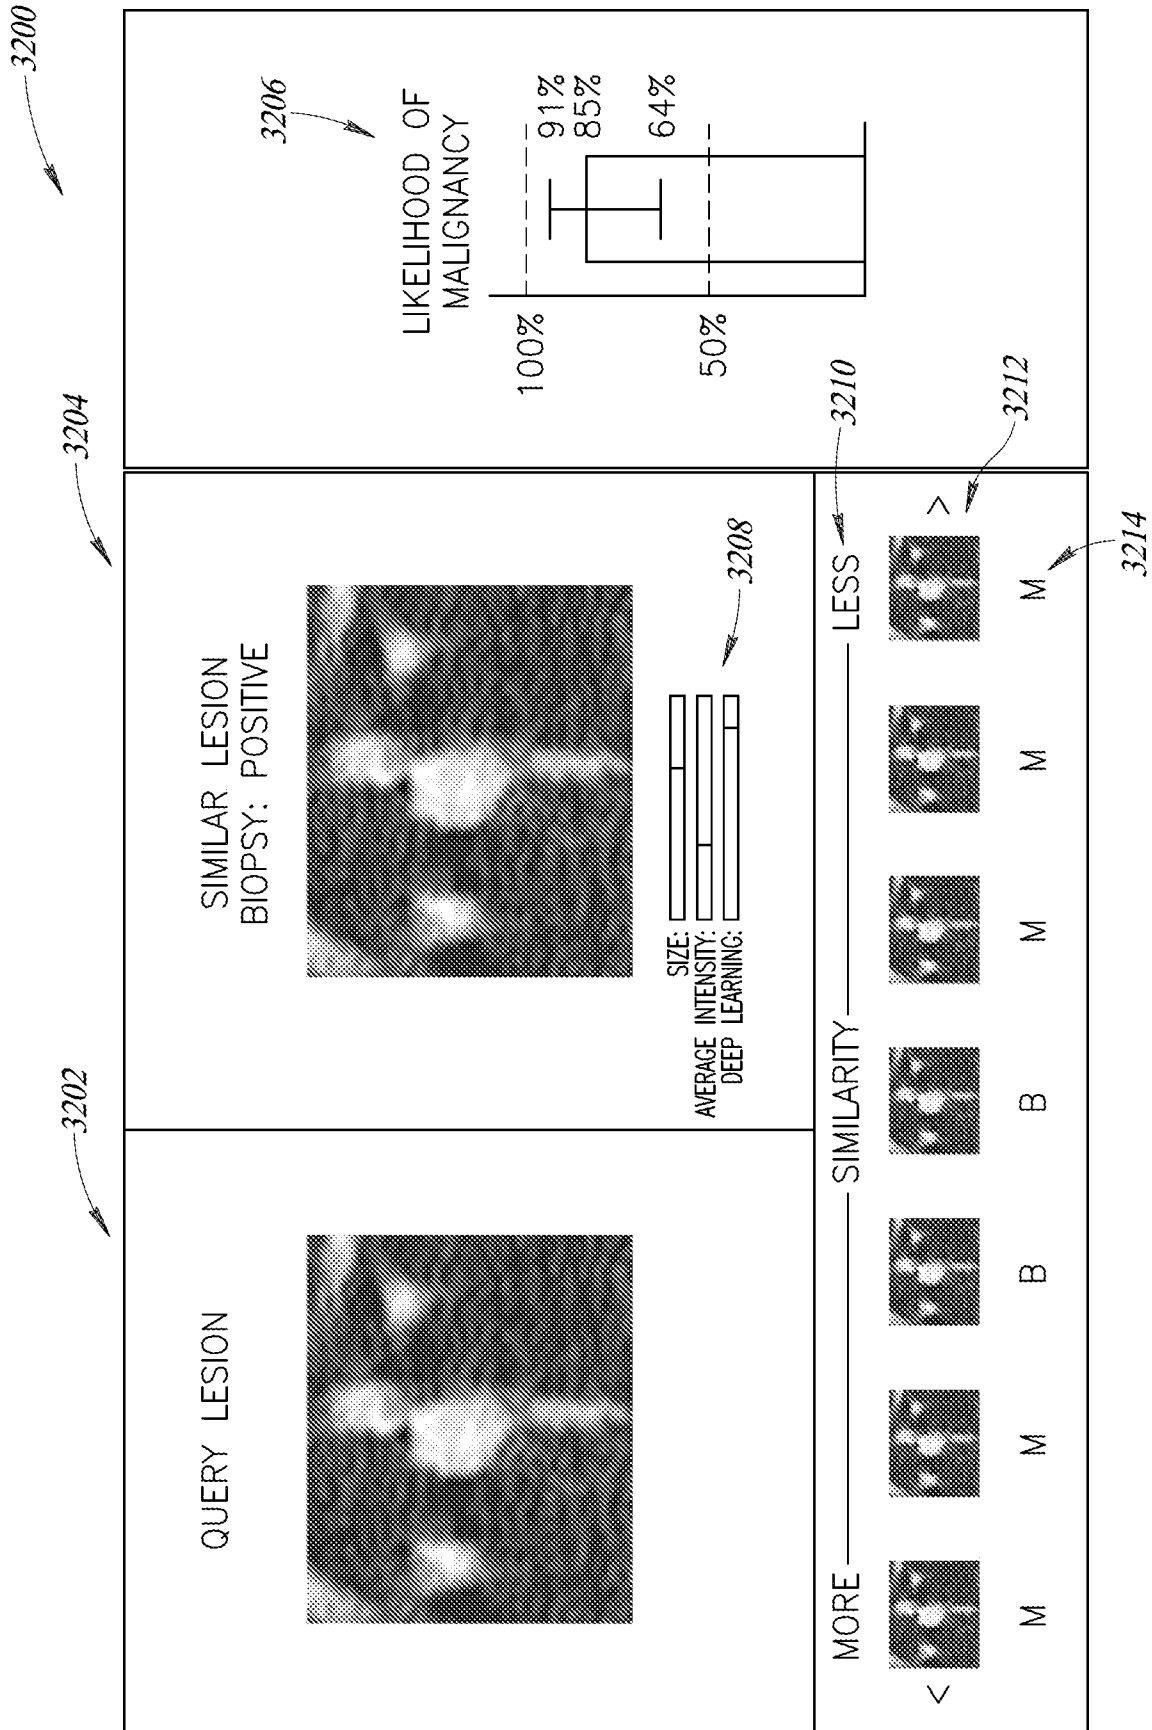 3200
3202
3204
3206
QUERY LESION
SIMILAR LESION
BIOPSY: POSITIVE
LIKELIHOOD OF
MALIGNANCY
100%
91%
85%
64%
50%
SIZE:
AVERAGE INTENSITY:
DEEP LEARNING:
3208
MORE SIMILARITY LESS
3210
< >
3212
M M B B M M M
3214